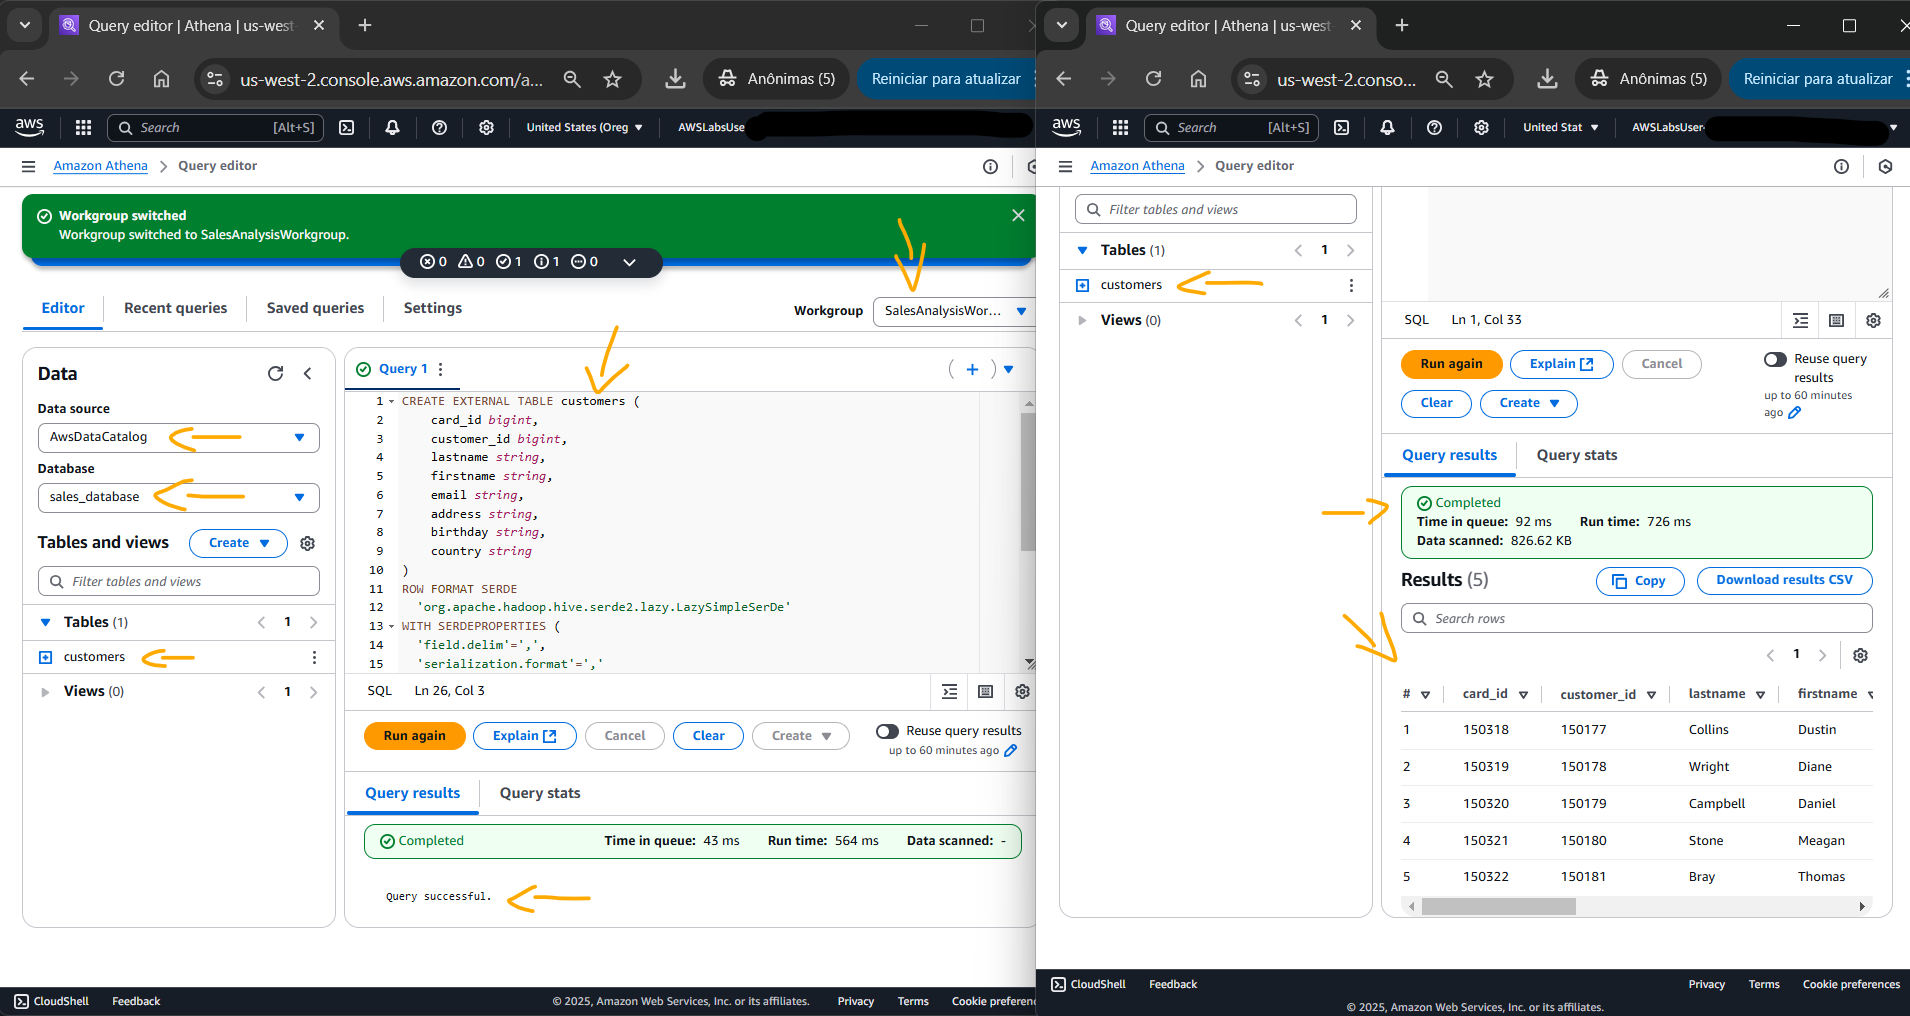 Query editor | Athena | us-west-
us-west-2.console.aws.amazon.com/a...
Anônimas (5)
Reiniciar para atualizar
aws
Search
[Alt+S]
United States (Oreg
AWSLabsUse
Amazon Athena
Query editor
Workgroup switched
Workgroup switched to SalesAnalysisWorkgroup.
0 0 1 1 0
Editor
Recent queries
Saved queries
Settings
Workgroup
SalesAnalysisWor...
Data
Data source
AwsDataCatalog
Database
sales_database
Tables and views
Create
Filter tables and views
Tables (1)
1
customers
Views (0)
1
Query 1
1 CREATE EXTERNAL TABLE customers (
2 card_id bigint,
3 customer_id bigint,
4 lastname string,
5 firstname string,
6 email string,
7 address string,
8 birthday string,
9 country string
10 )
11 ROW FORMAT SERDE
12 'org.apache.hadoop.hive.serde2.lazy.LazySimpleSerDe'
13 WITH SERDEPROPERTIES (
14 'field.delim'=',',
15 'serialization.format'=','
SQL
Ln 26, Col 3
Run again
Explain
Cancel
Clear
Create
Reuse query results
up to 60 minutes ago
Query results
Query stats
Completed
Time in queue: 43 ms
Run time: 564 ms
Data scanned: -
Query successful.
CloudShell
Feedback
© 2025, Amazon Web Services, Inc. or its affiliates.
Privacy
Terms
Cookie preferen
Query editor | Athena | us-west-
us-west-2.conso...
Anônimas (5)
Reiniciar para atualizar
aws
Search
[Alt+S]
United Stat
AWSLabsUser-
Amazon Athena
Query editor
Filter tables and views
Tables (1)
1
customers
Views (0)
1
SQL
Ln 1, Col 33
Run again
Explain
Cancel
Clear
Create
Reuse query
results
up to 60 minutes
ago
Query results
Query stats
Completed
Time in queue: 92 ms
Run time: 726 ms
Data scanned: 826.62 KB
Results (5)
Copy
Download results CSV
Search rows
1
# card_id customer_id lastname firstname
1 150318 150177 Collins Dustin
2 150319 150178 Wright Diane
3 150320 150179 Campbell Daniel
4 150321 150180 Stone Meagan
5 150322 150181 Bray Thomas
CloudShell
Feedback
Privacy
Terms
Cookie preferences
© 2025, Amazon Web Services, Inc. or its affiliates.